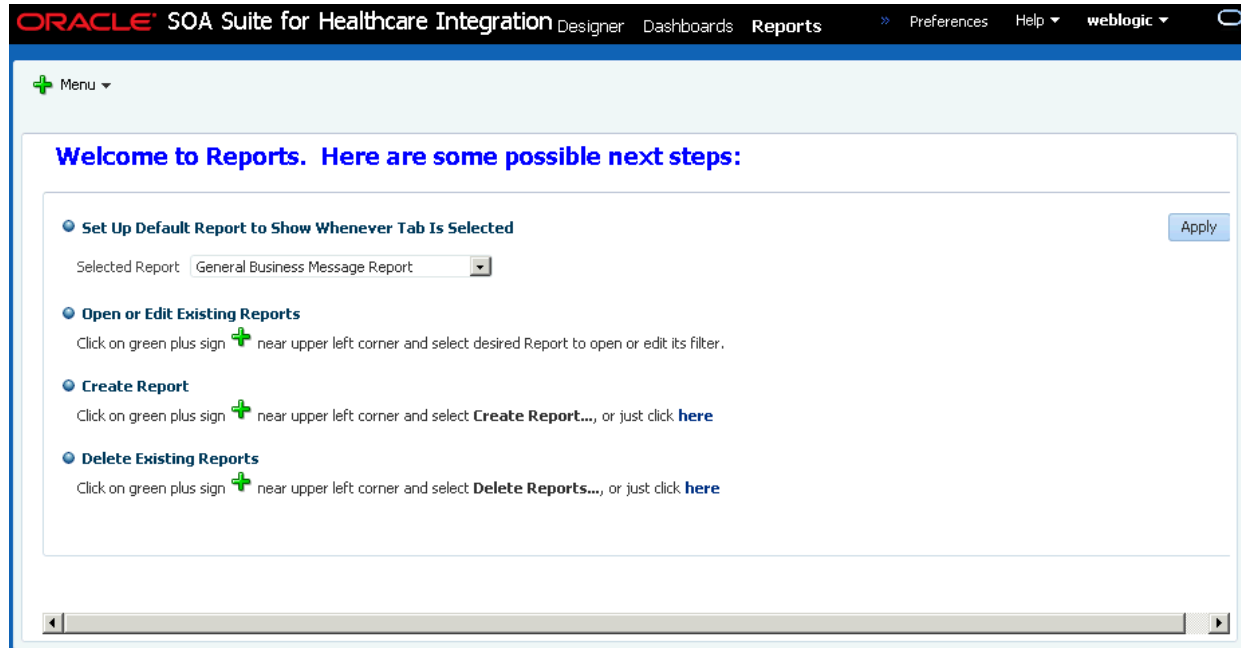 ORACLE SOA Suite for Healthcare Integration Designer Dashboards Reports » Preferences Help weblogic
Menu
Welcome to Reports. Here are some possible next steps:
Set Up Default Report to Show Whenever Tab Is Selected
Apply
Selected Report General Business Message Report
Open or Edit Existing Reports
Click on green plus sign near upper left corner and select desired Report to open or edit its filter.
Create Report
Click on green plus sign near upper left corner and select Create Report..., or just click here
Delete Existing Reports
Click on green plus sign near upper left corner and select Delete Reports..., or just click here